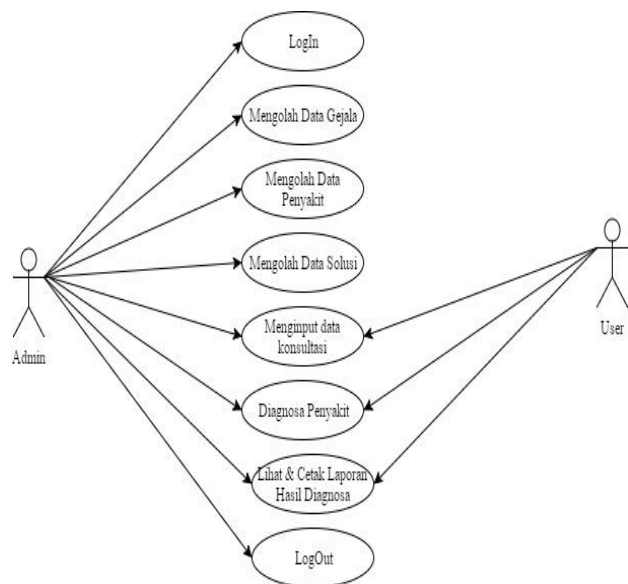 LogIn
Mengolah Data Gejala
Mengolah Data
Penyakit
Mengolah Data Solusi
Menginput data
konsultasi
Diagnosa Penyakit
Lihat & Cetak Laporan
Hasil Diagnosa
LogOut
Admin
User